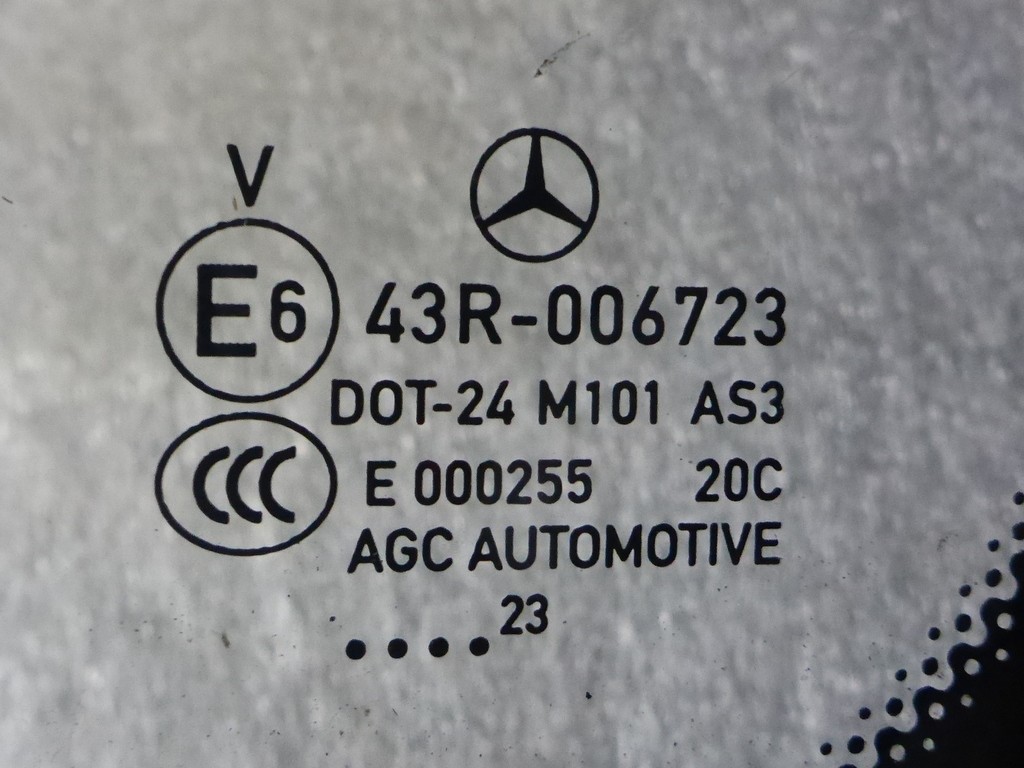 V
E6 43R-006723
DOT-24 M101 AS3
CCC E 000255 20C
AGC AUTOMOTIVE
.... 23